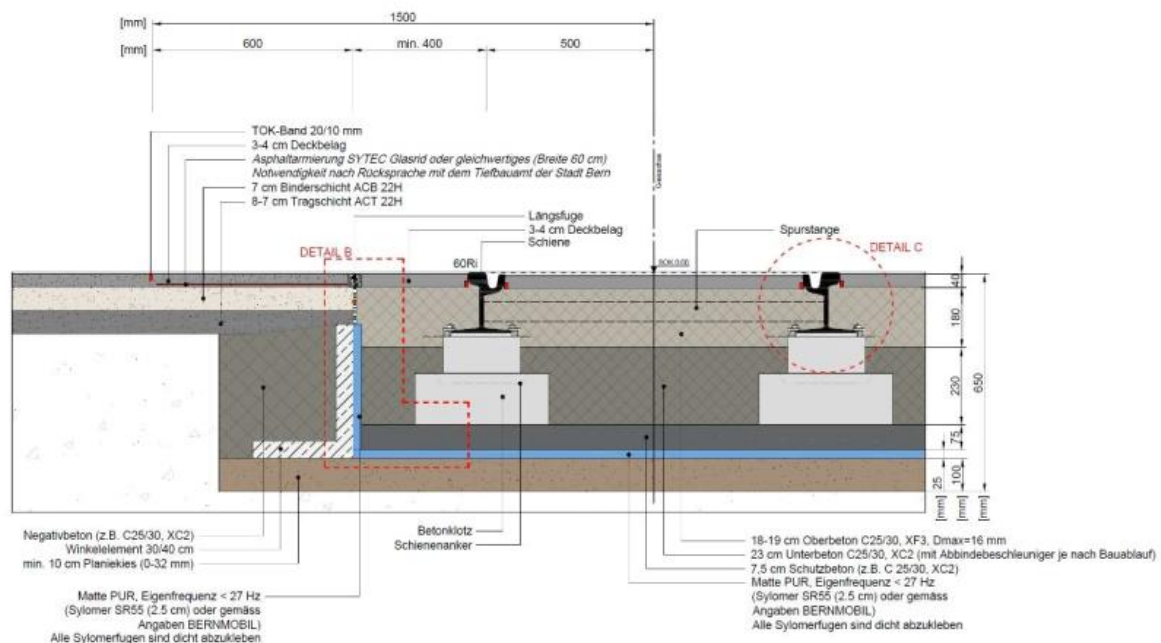 [mm]
1500
[mm]
600
min. 400
500
TOK-Band 20/10 mm
3-4 cm Deckbelag
Asphaltarmierung SYTEC Glasrid oder gleichwertiges (Breite 60 cm)
Notwendigkeit nach Rücksprache mit dem Tiefbauamt der Stadt Bern
7 cm Binderschicht ACB 22H
8-7 cm Tragschicht ACT 22H
Längsfuge
3-4 cm Deckbelag
Schiene
Spurstange
DETAIL B
DETAIL C
60Ri
SOK 0.00
40
180
230
650
75
25
100
[mm]
[mm]
[mm]
Negativbeton (z.B. C25/30, XC2)
Winkelelement 30/40 cm
min. 10 cm Planiekies (0-32 mm)
Matte PUR, Eigenfrequenz < 27 Hz
(Sylomer SR55 (2.5 cm) oder gemäss
Angaben BERNMOBIL)
Alle Sylomerfugen sind dicht abzukleben
Betonklotz
Schienenanker
18-19 cm Oberbeton C25/30, XF3, Dmax=16 mm
23 cm Unterbeton C25/30, XC2 (mit Abbindebeschleuniger je nach Bauablauf)
7,5 cm Schutzbeton (z.B. C 25/30, XC2)
Matte PUR, Eigenfrequenz < 27 Hz
(Sylomer SR55 (2.5 cm) oder gemäss
Angaben BERNMOBIL)
Alle Sylomerfugen sind dicht abzukleben